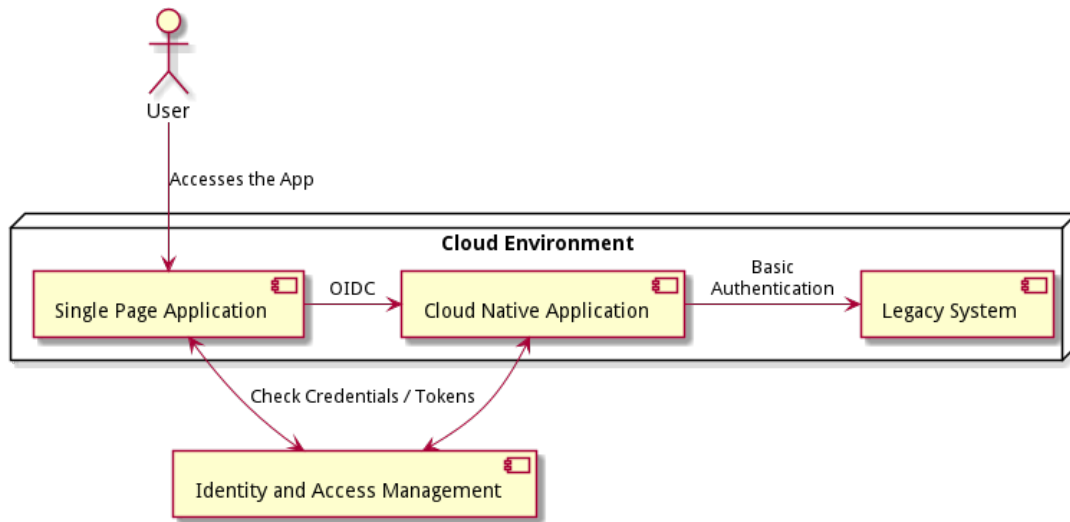 User
Accesses the App
Cloud Environment
Single Page Application
OIDC
Cloud Native Application
Basic
Authentication
Legacy System
Check Credentials / Tokens
Identity and Access Management